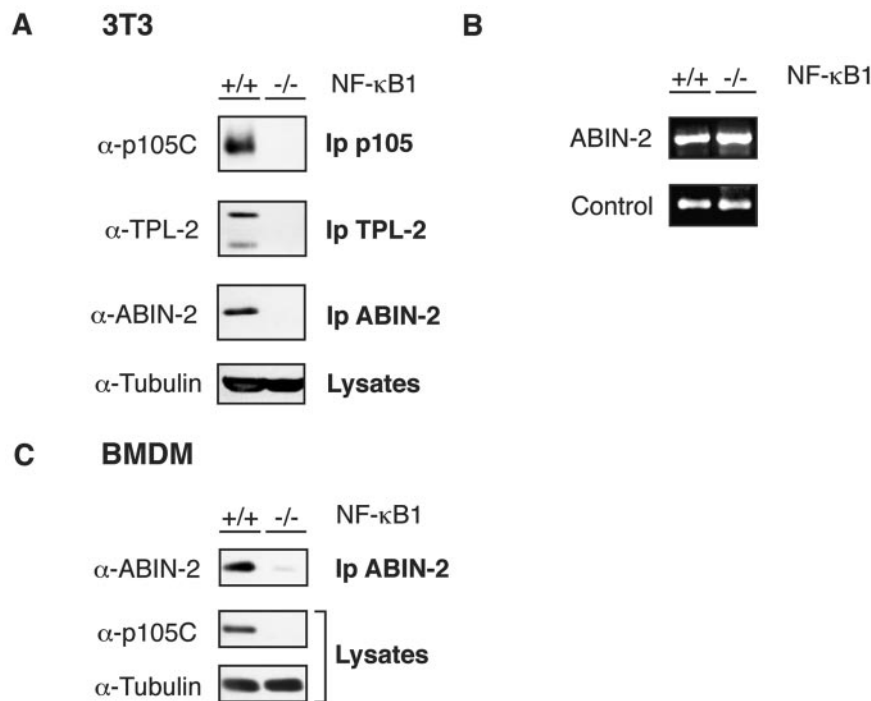 A 3T3
+/+ -/- NF-κB1
α-p105C Ip p105
α-TPL-2 Ip TPL-2
α-ABIN-2 Ip ABIN-2
α-Tubulin Lysates
B
+/+ -/- NF-κB1
ABIN-2
Control
C BMDM
+/+ -/- NF-κB1
α-ABIN-2 Ip ABIN-2
α-p105C
Lysates
α-Tubulin